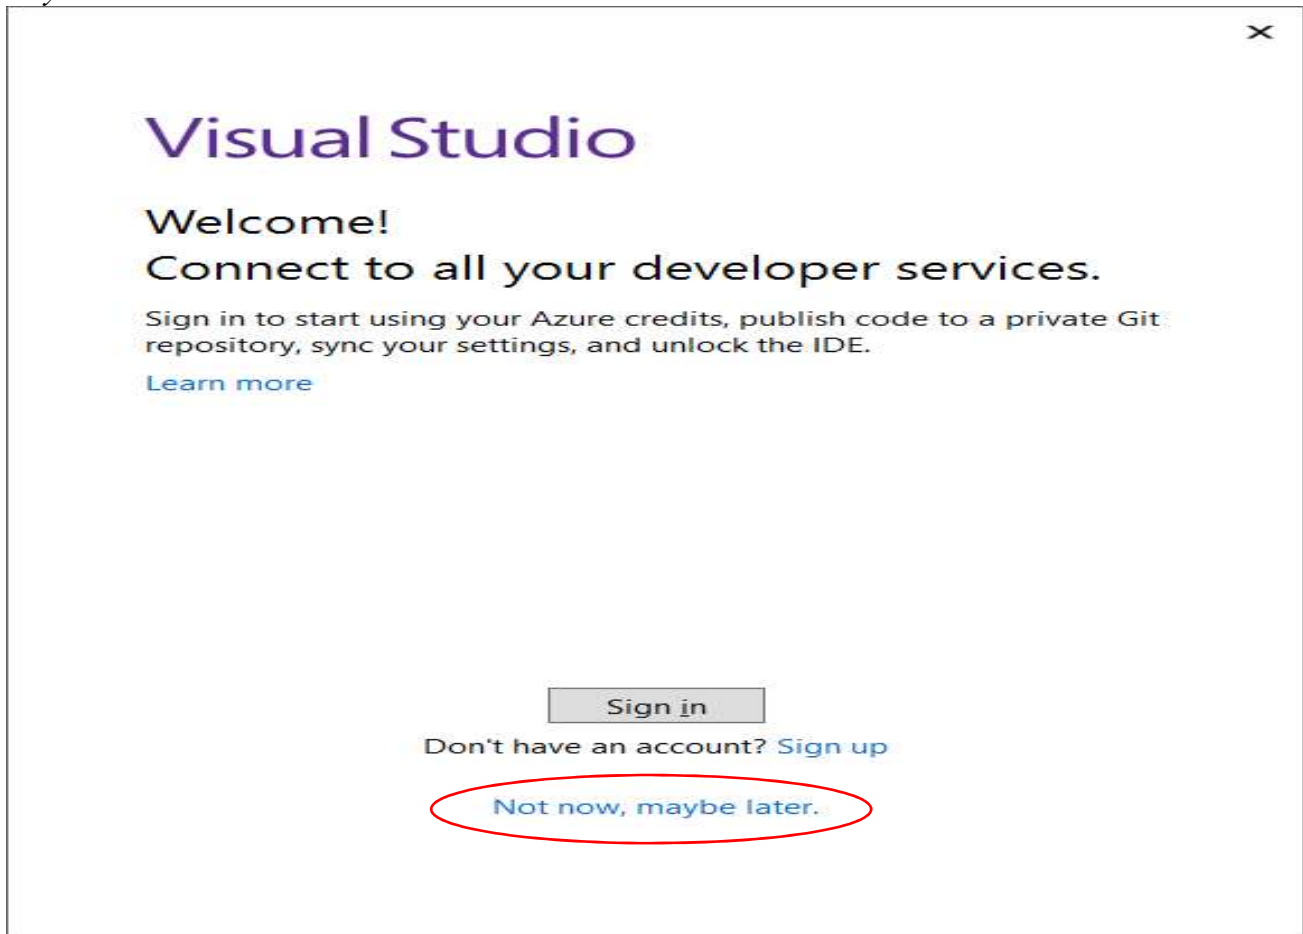 Visual Studio
Welcome!
Connect to all your developer services.
Sign in to start using your Azure credits, publish code to a private Git
repository, sync your settings, and unlock the IDE.
Learn more
Sign in
Don't have an account? Sign up
Not now, maybe later.